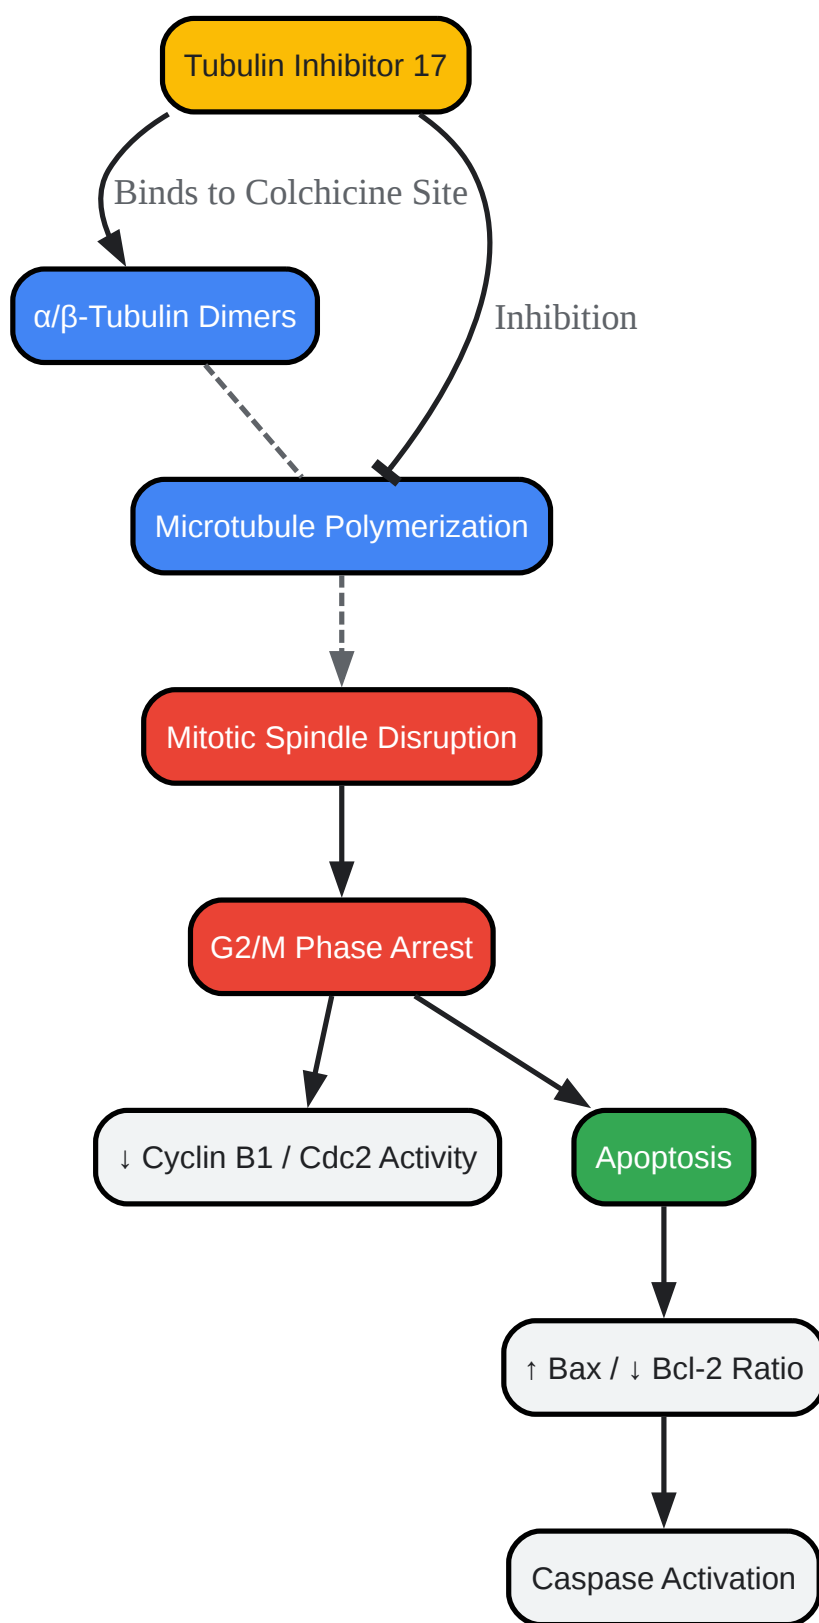 Tubulin Inhibitor 17
Binds to Colchicine Site
α/β-Tubulin Dimers
Inhibition
Microtubule Polymerization
Mitotic Spindle Disruption
G2/M Phase Arrest
↓ Cyclin B1 / Cdc2 Activity
Apoptosis
↑ Bax / ↓ Bcl-2 Ratio
Caspase Activation